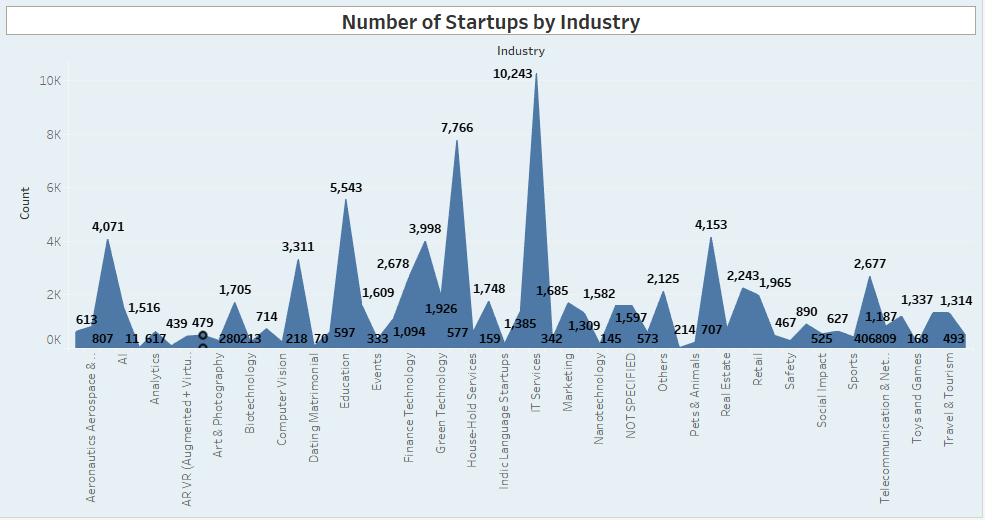 Number of Startups by Industry
Industry
10,243
10K
8K
7,766
6K
5,543
Count
4,071
4,153
3,998
4K
3,311
2,678
2,677
2,243
1,965
2,125
2K
1,705
1,748
1,685
1,582
1,609
1,516
1,926
1,337
1,314
613
439
479
714
1,385
1,309
1,597
467
890
627
1,187
807
11
617
280
213
218
70
597
333
1,094
577
159
342
145
573
214
707
525
406
809
168
493
0K
Aeronautics Aerospace & ..
AI
Analytics
AR VR (Augmented + Virtu..
Art & Photography
Biotechnology
Computer Vision
Dating Matrimonial
Education
Events
Finance Technology
Green Technology
House-Hold Services
Indic Language Startups
IT Services
Marketing
Nanotechnology
NOT SPECIFIED
Others
Pets & Animals
Real Estate
Retail
Safety
Social Impact
Sports
Telecommunication & Net..
Toys and Games
Travel & Tourism